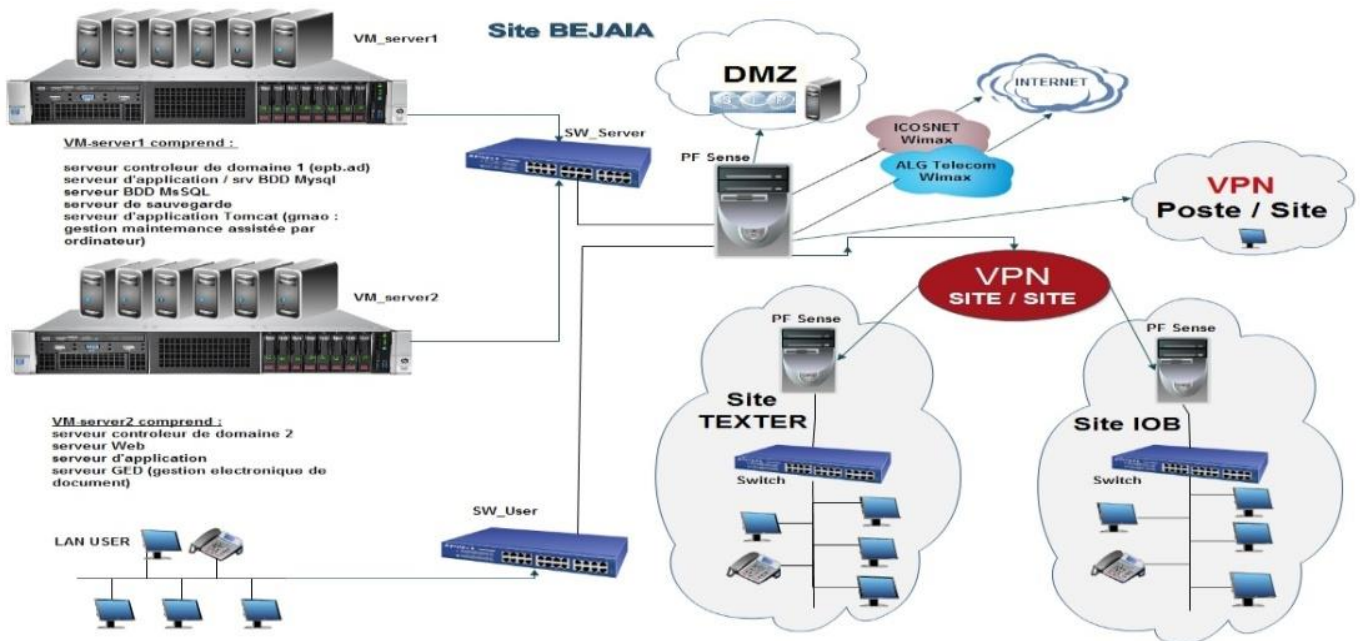 Site BEJAIA
VM_server1
VM-server1 comprend :
serveur controleur de domaine 1 (epb.ad)
serveur d'application / srv BDD Mysql
serveur BDD MsSQL
serveur de sauvegarde
serveur d'application Tomcat (gmao :
gestion maintemance assistée par
ordinateur)
VM_server2
VM-server2 comprend :
serveur controleur de domaine 2
serveur Web
serveur d'application
serveur GED (gestion electronique de
document)
LAN USER
SW_Server
SW_User
PF Sense
DMZ
INTERNET
ICOSNET
Wimax
ALG Telecom
Wimax
VPN
Poste / Site
VPN
SITE / SITE
PF Sense
Site
TEXTER
Switch
PF Sense
Site IOB
Switch